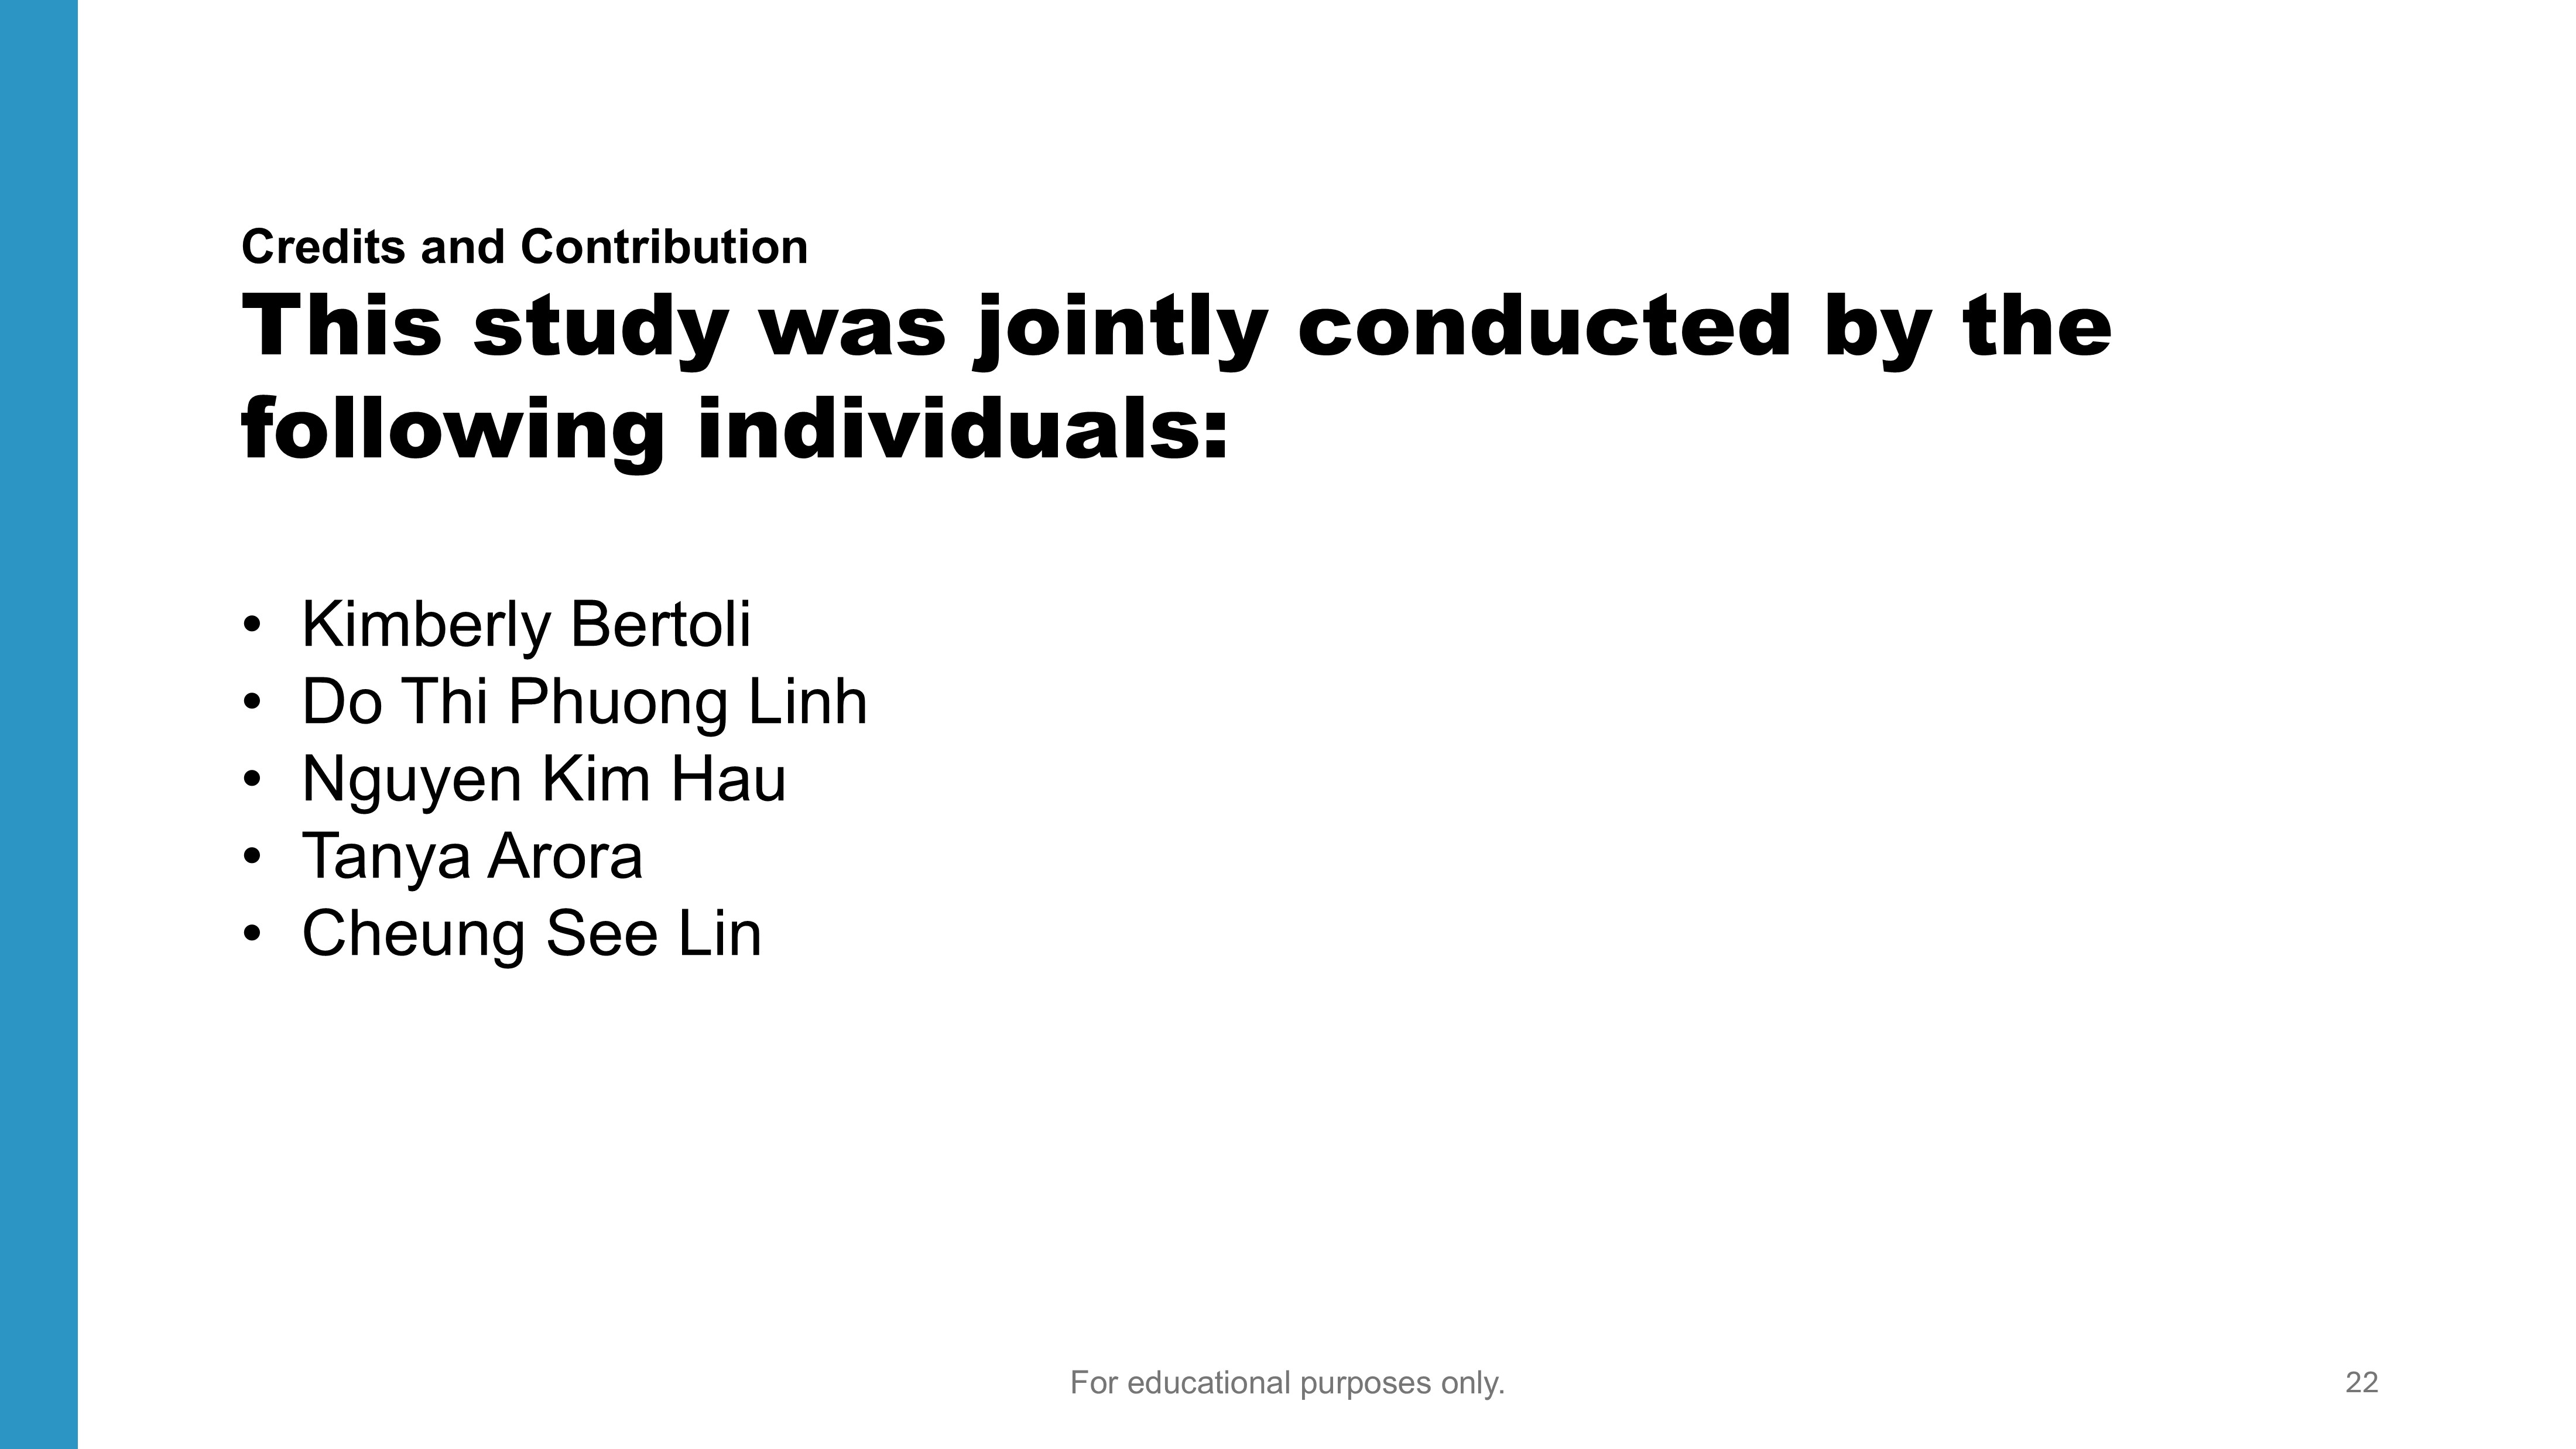 Credits and Contribution
This study was jointly conducted by the
following individuals:
• Kimberly Bertoli
• Do Thi Phuong Linh
• Nguyen Kim Hau
• Tanya Arora
• Cheung See Lin
For educational purposes only.
22